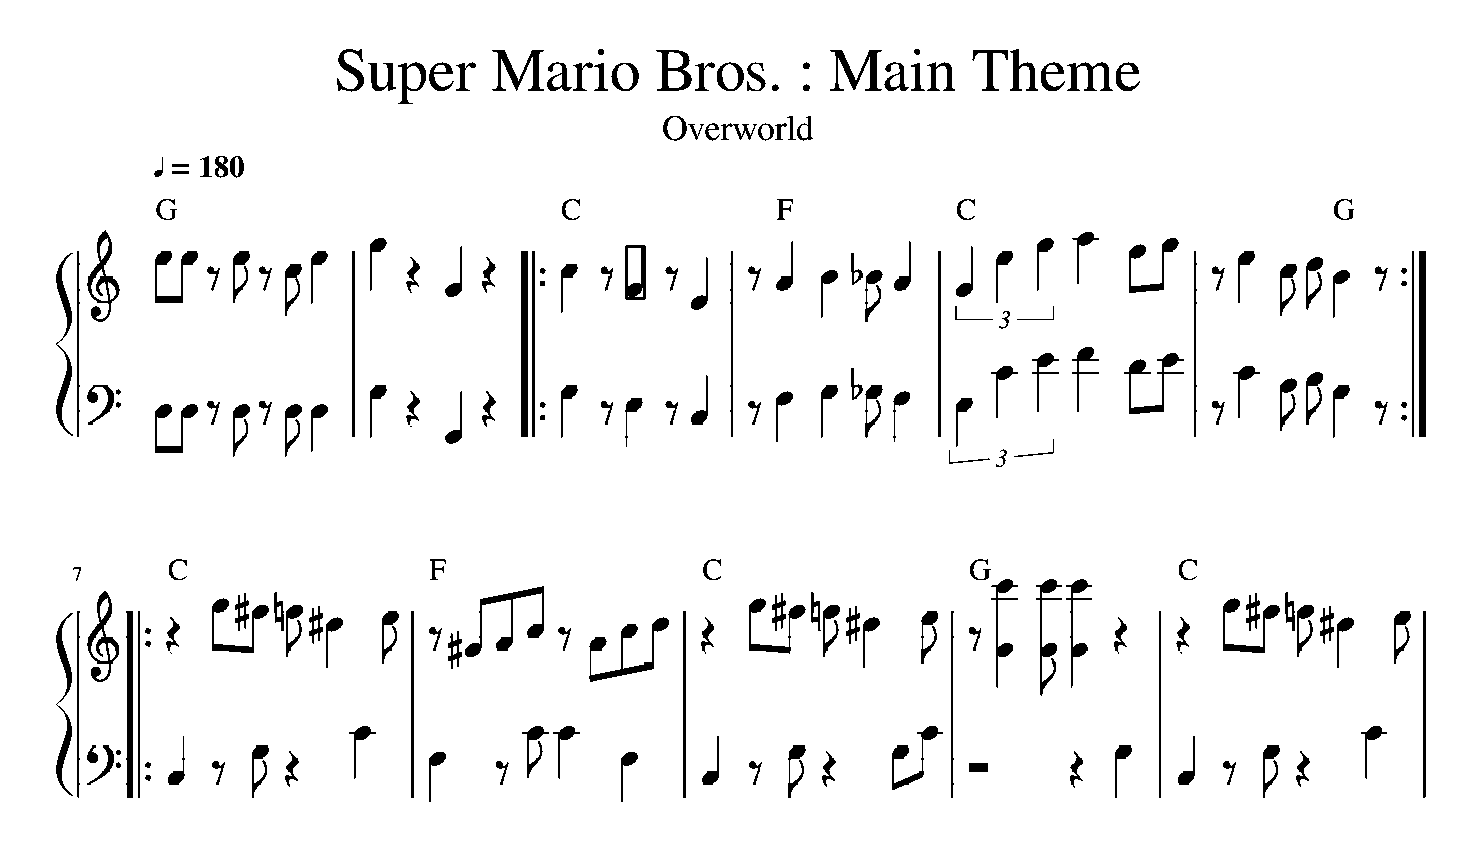 Super Mario Bros. : Main Theme
Overworld
♩ = 180
G C F C G
3
3
7 C F C G C